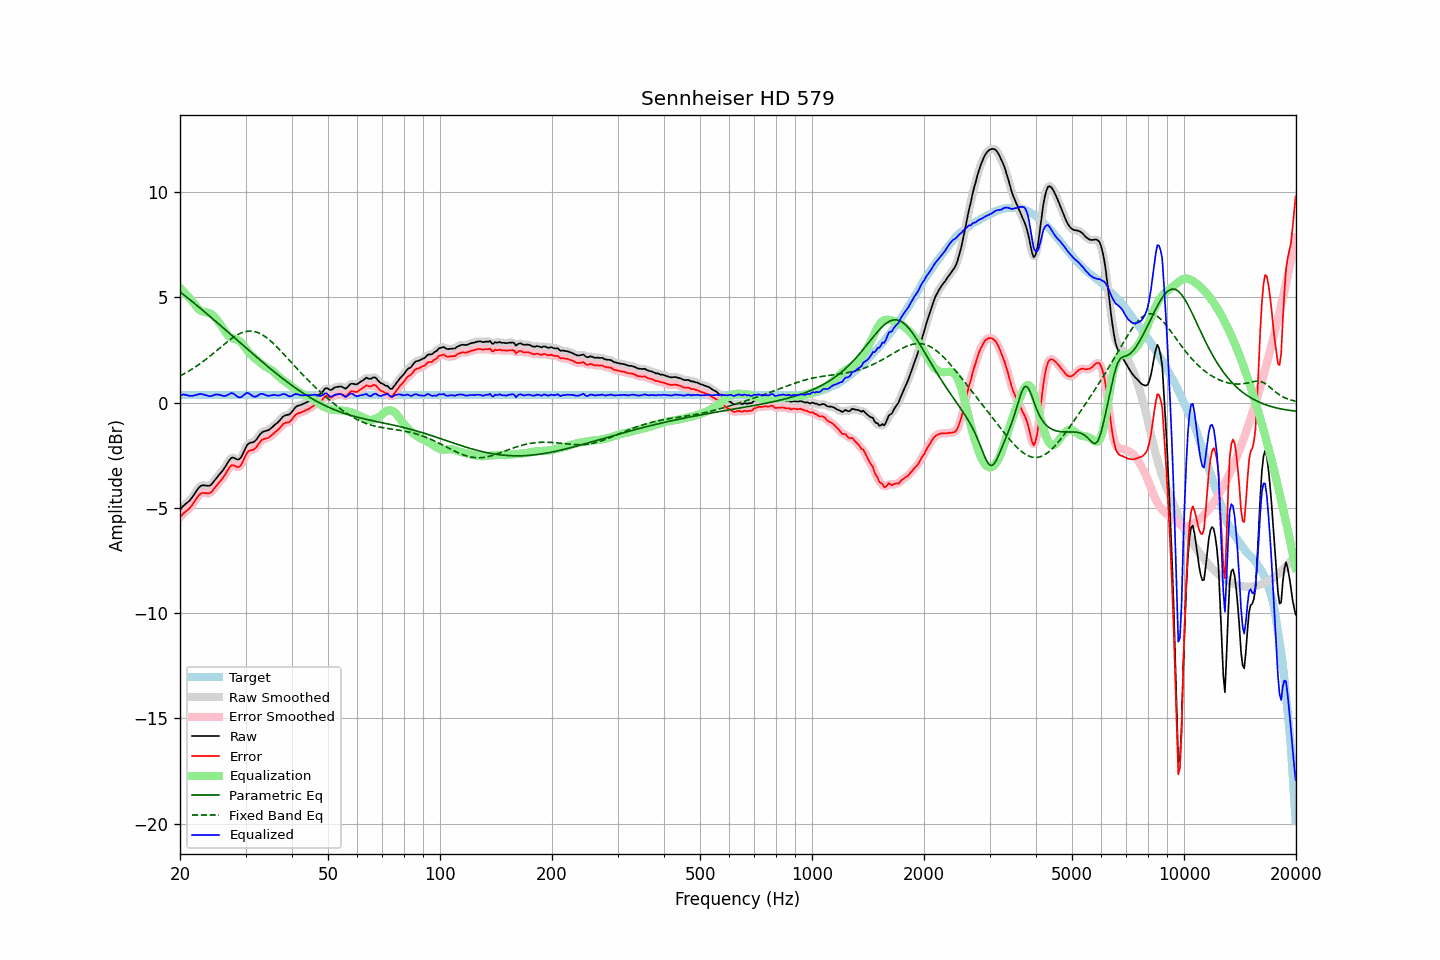 Sennheiser HD 579
Amplitude (dBr)
10
5
0
−5
−10
−15
−20
Target
Raw Smoothed
Error Smoothed
Raw
Error
Equalization
Parametric Eq
Fixed Band Eq
Equalized
20
50
100
200
500
1000
2000
5000
10000
20000
Frequency (Hz)